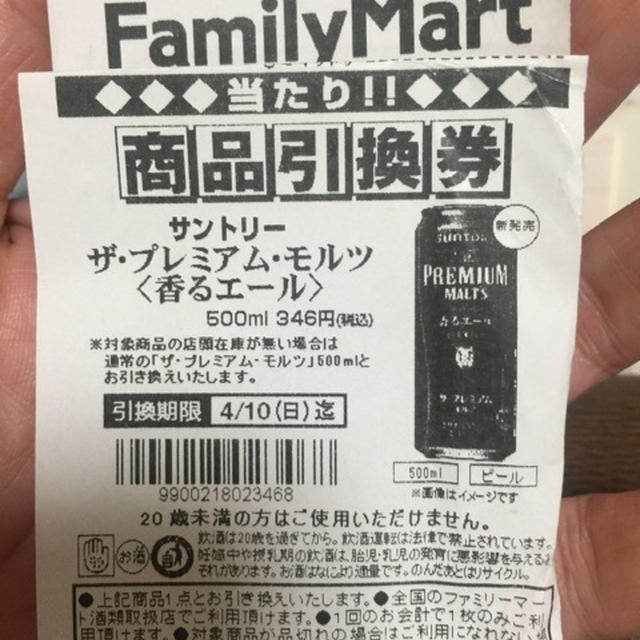 FamilyMart
◆◆◆当たり!!◆◆◆
商品引換券
サントリー
ザ・プレミアム・モルツ
〈香るエール〉
500ml 346円(税込)
新発売
SUNTORY
PREMIUM
MALT'S
香るエール
ザ・プレミアム
※対象商品の店頭在庫が無い場合は
通常の「ザ・プレミアム・モルツ」500mlと
お引き換えいたします。
引換期限 4/10(日)迄
9900218023468
500ml ビール
※画像はイメージです
20歳未満の方はご使用いただけません。
お酒
飲酒は20歳を過ぎてから。飲酒運転は法律で禁止されています。
妊娠中や授乳期の飲酒は、胎児・乳児の発育に悪影響を与えるお
それがあります。お酒はなにより適量です。のんだあとはリサイクル。
●上記商品1点とお引き換えいたします。●全国のファミリーマー
ト酒類取扱店でご利用頂けます。●1回のお会計で1枚のみご利
用頂けます。●対象商品が品切れの場合はご利用になれない